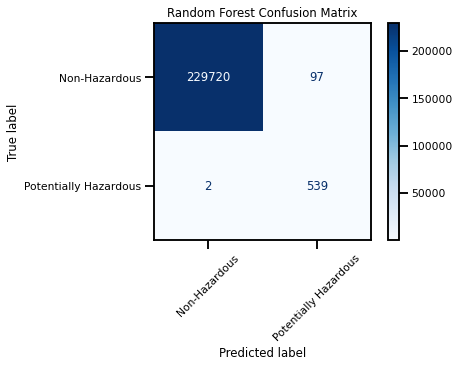 Random Forest Confusion Matrix
True label
Non-Hazardous
229720
97
Potentially Hazardous
2
539
Non-Hazardous
Potentially Hazardous
Predicted label
200000
150000
100000
50000